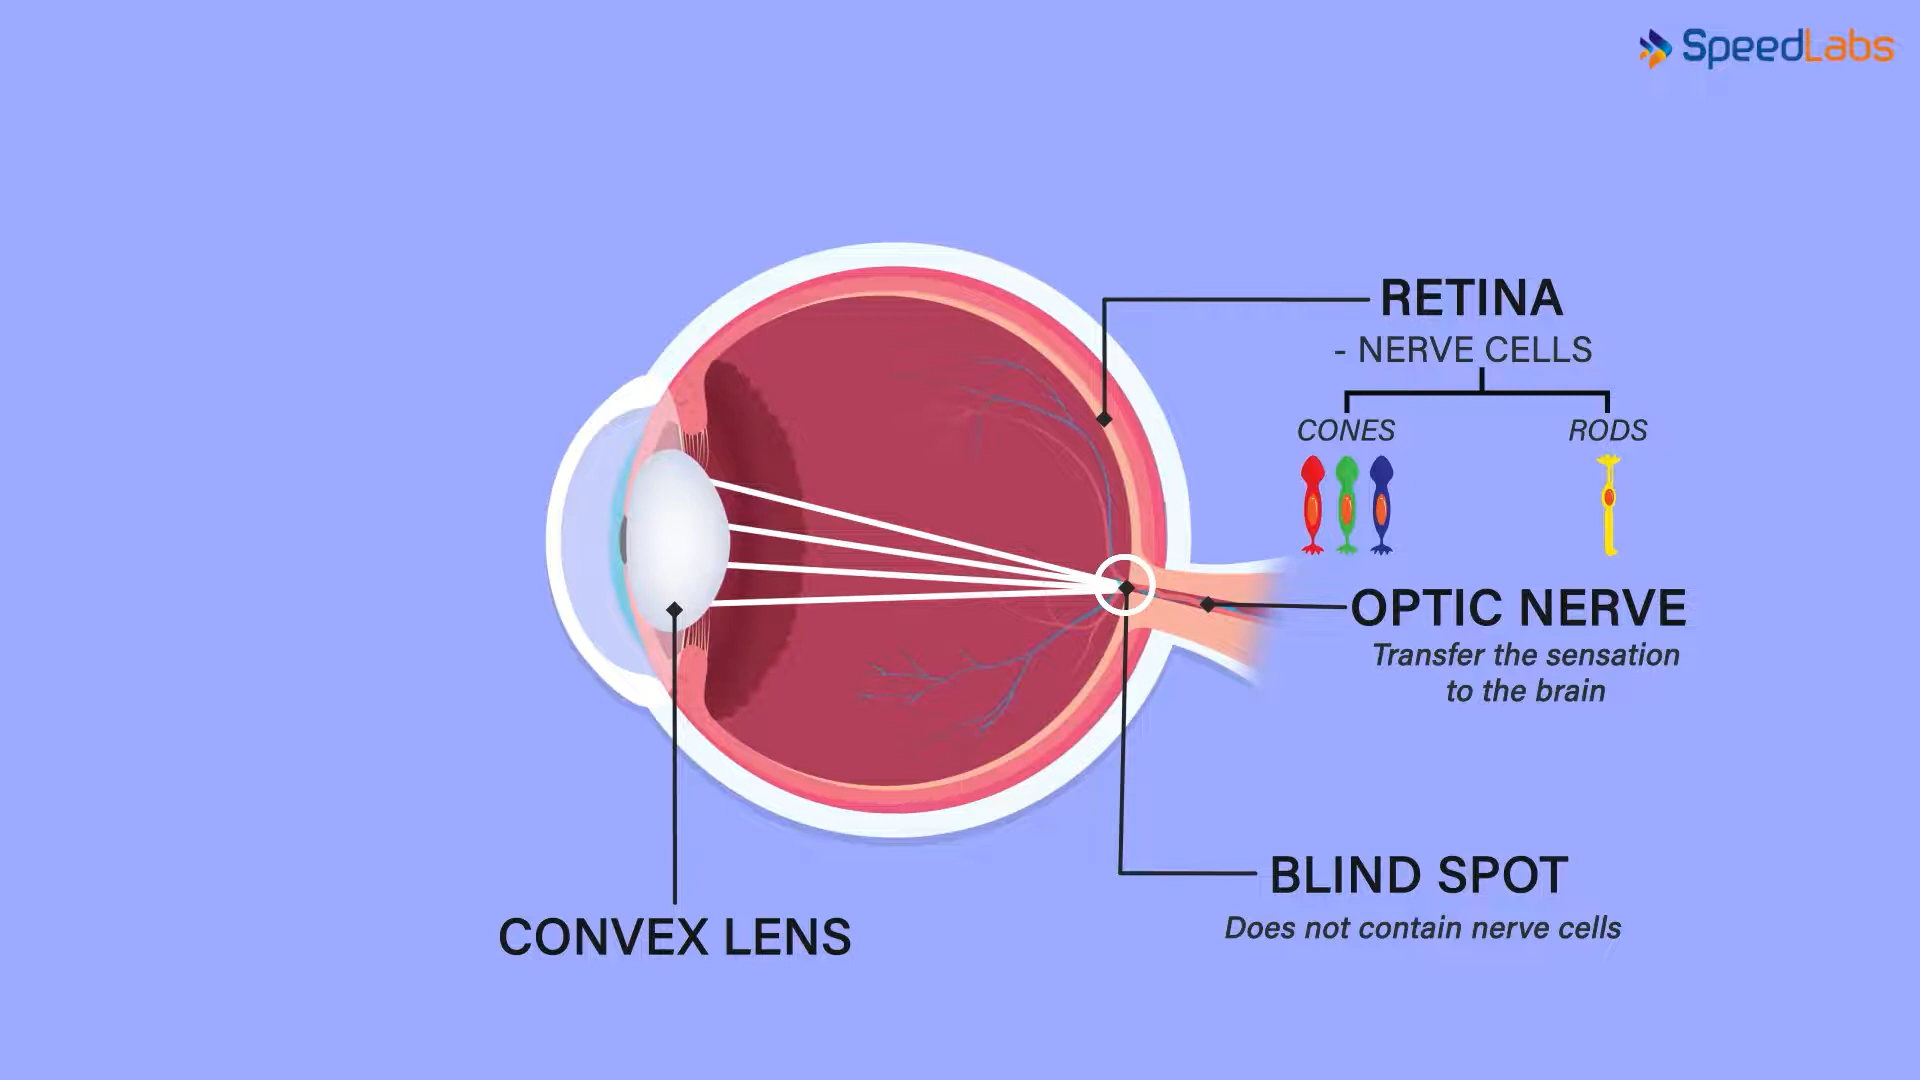 SpeedLabs
RETINA
- NERVE CELLS
CONES
RODS
OPTIC NERVE
Transfer the sensation
to the brain
BLIND SPOT
Does not contain nerve cells
CONVEX LENS